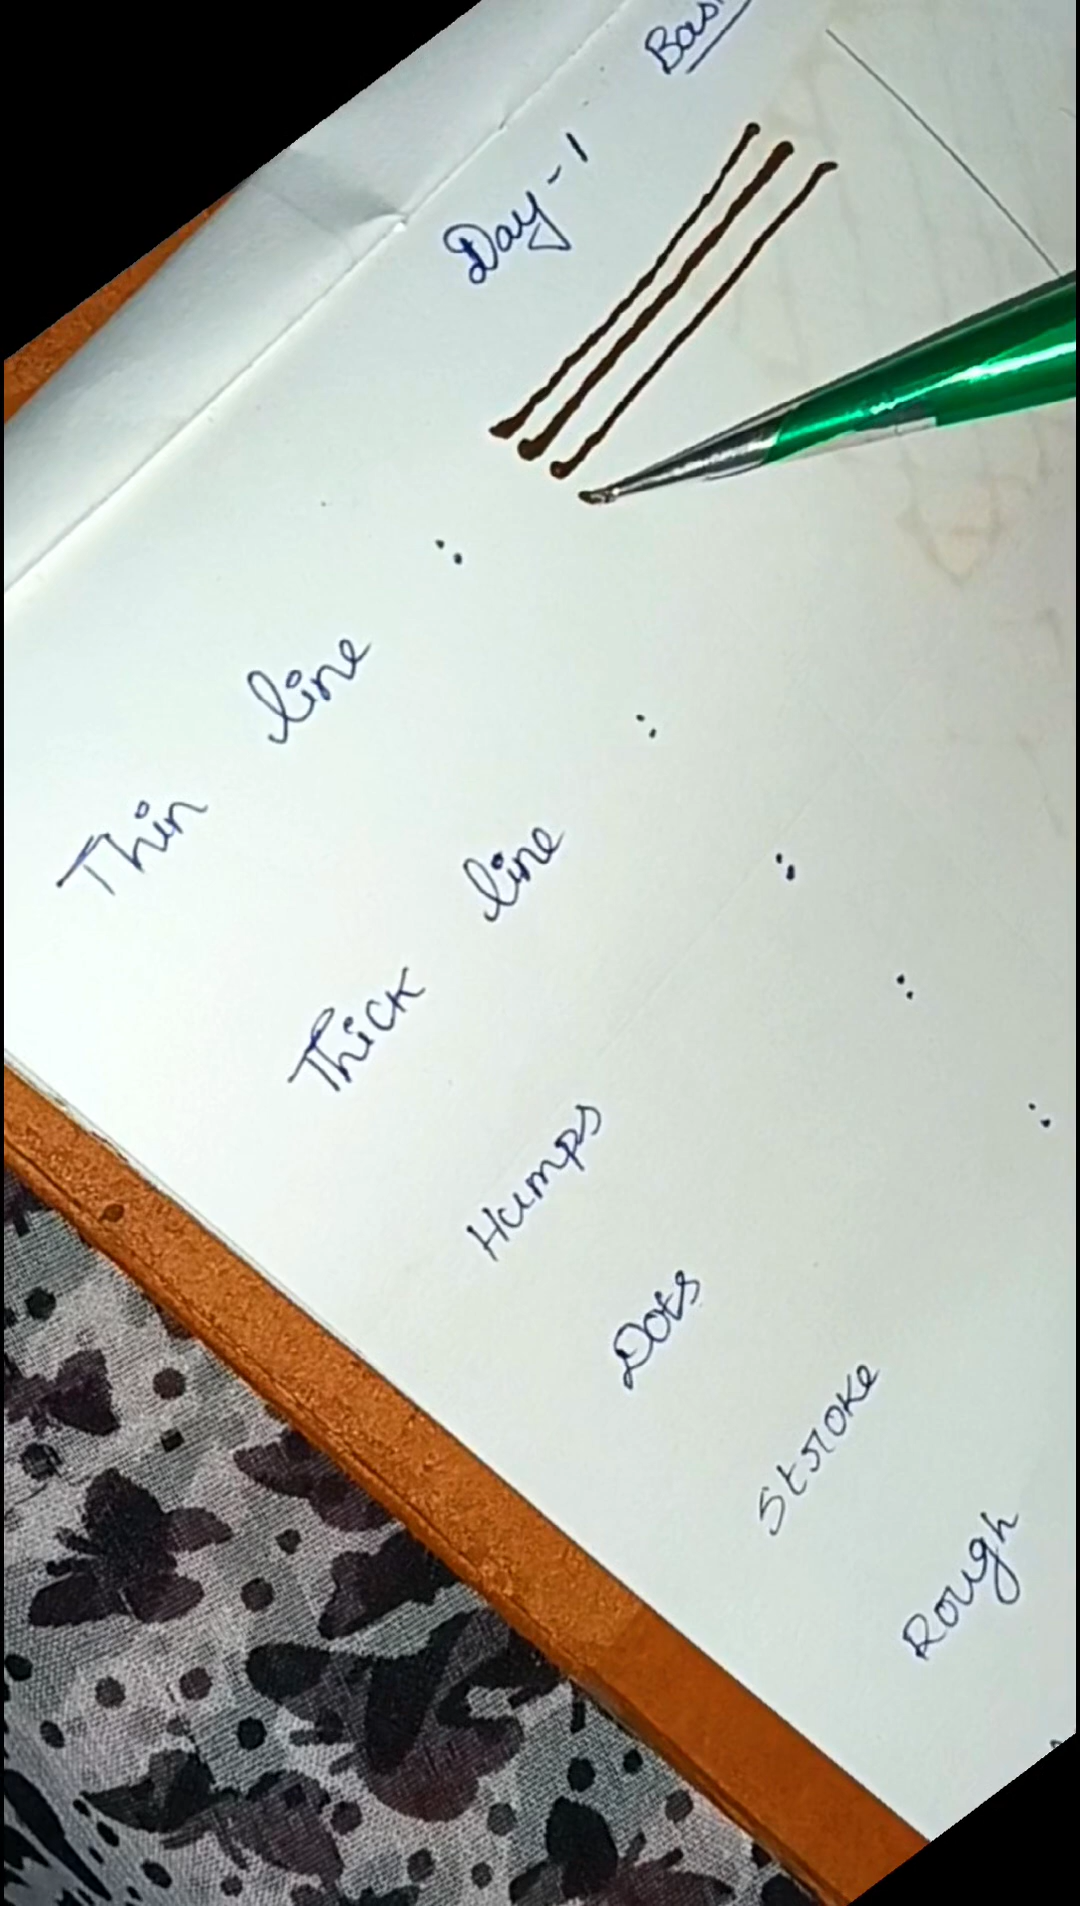 Day-1
Thin line :
Thick line :
Humps :
Dots :
Stroke :
Rough